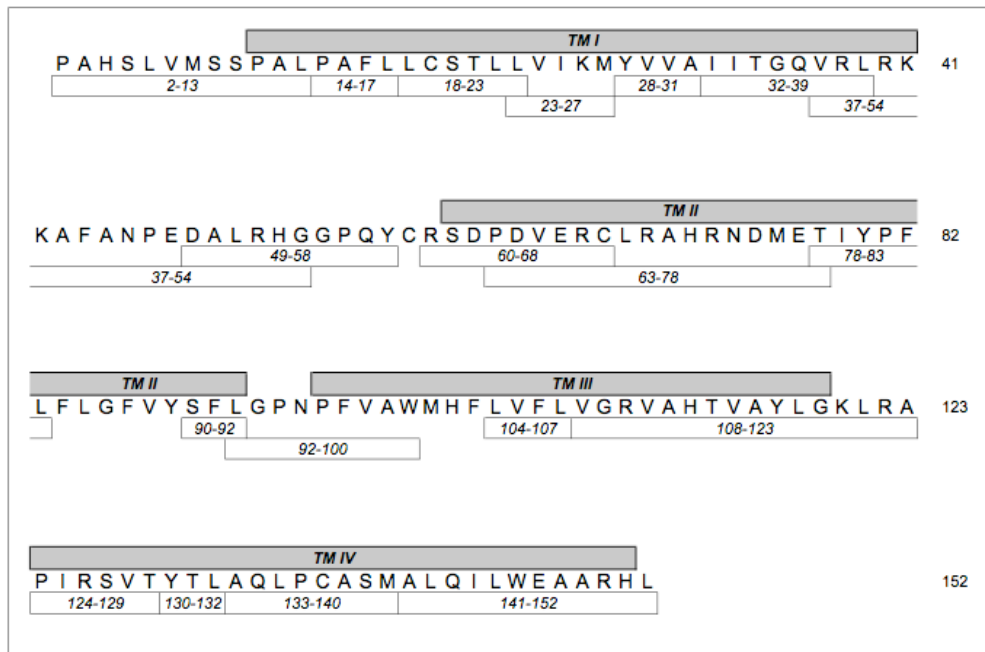 TM I
P A H S L V M S S P A L P A F L L C S T L L V I K M Y V V A I I T G Q V R L R K 41
2-13 14-17 18-23 28-31 32-39
23-27 37-54
TM II
K A F A N P E D A L R H G G P Q Y C R S D P D V E R C L R A H R N D M E T I Y P F 82
49-58 60-68 78-83
37-54 63-78
TM II TM III
L F L G F V Y S F L G P N P F V A W M H F L V F L V G R V A H T V A Y L G K L R A 123
90-92 104-107 108-123
92-100
TM IV
P I R S V T Y T L A Q L P C A S M A L Q I L W E A A R H L 152
124-129 130-132 133-140 141-152